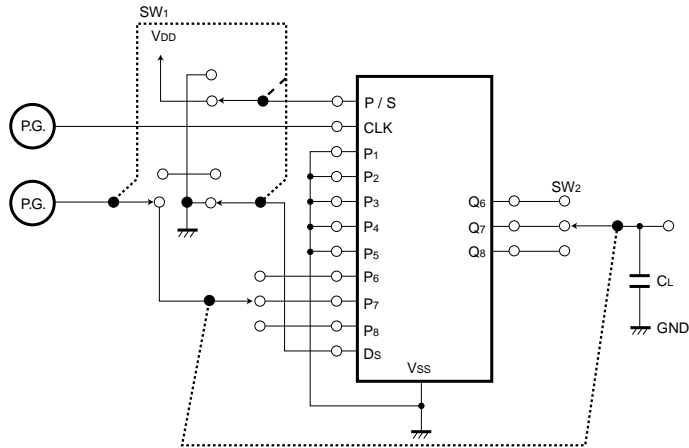 SW1
VDD
P.G.
P / S
CLK
P1
P2
P.G.
P3
Q6
SW2
P4
Q7
P5
Q8
P6
CL
P7
P8
GND
DS
VSS